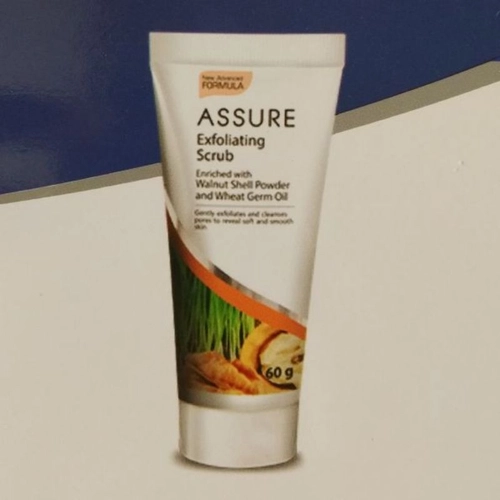 New Advanced
FORMULA
ASSURE
Exfoliating
Scrub
Enriched with
Walnut Shell Powder
and Wheat Germ Oil
Gently exfoliates and cleanses
pores to reveal soft and smooth
skin.
60 g